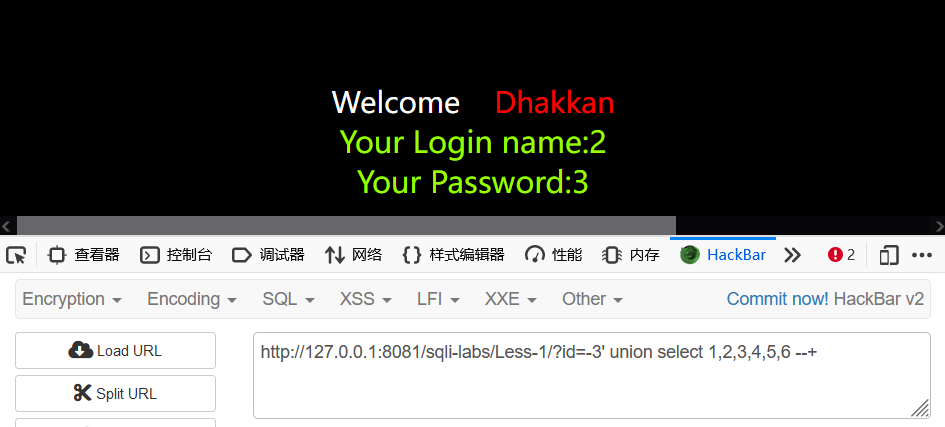 Welcome Dhakkan
Your Login name:2
Your Password:3
查看器 控制台 调试器 网络 样式编辑器 性能 内存 HackBar 2
Encryption Encoding SQL XSS LFI XXE Other Commit now! HackBar v2
Load URL http://127.0.0.1:8081/sqli-labs/Less-1/?id=-3' union select 1,2,3,4,5,6 --+
Split URL